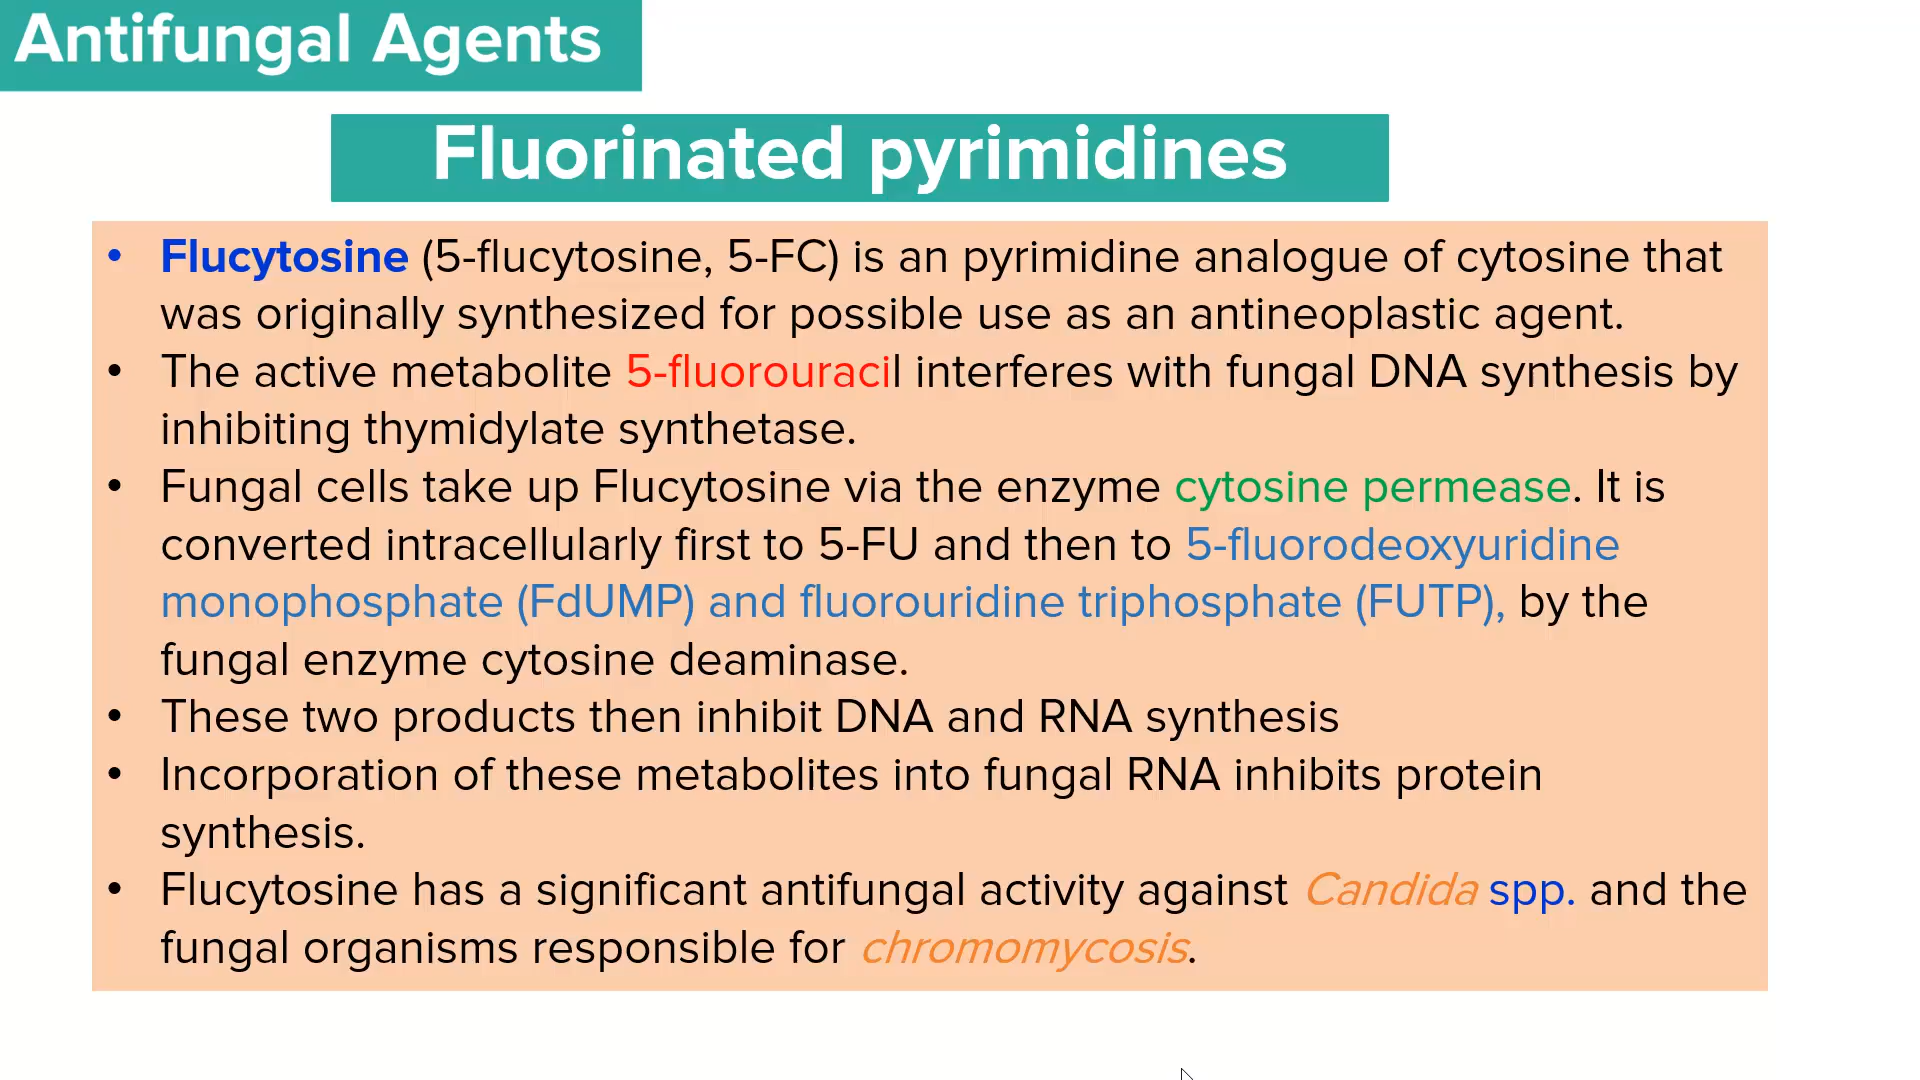 Antifungal Agents
Fluorinated pyrimidines
• Flucytosine (5-flucytosine, 5-FC) is an pyrimidine analogue of cytosine that
was originally synthesized for possible use as an antineoplastic agent.
• The active metabolite 5-fluorouracil interferes with fungal DNA synthesis by
inhibiting thymidylate synthetase.
• Fungal cells take up Flucytosine via the enzyme cytosine permease. It is
converted intracellularly first to 5-FU and then to 5-fluorodeoxyuridine
monophosphate (FdUMP) and fluorouridine triphosphate (FUTP), by the
fungal enzyme cytosine deaminase.
• These two products then inhibit DNA and RNA synthesis
• Incorporation of these metabolites into fungal RNA inhibits protein
synthesis.
• Flucytosine has a significant antifungal activity against Candida spp. and the
fungal organisms responsible for chromomycosis.